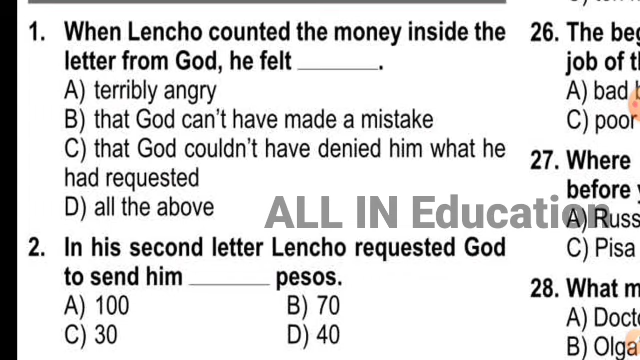 1. When Lencho counted the money inside the
letter from God, he felt ________.
A) terribly angry
B) that God can't have made a mistake
C) that God couldn't have denied him what he
had requested
D) all the above
2. In his second letter Lencho requested God
to send him ________ pesos.
A) 100 B) 70
C) 30 D) 40
ALL IN Education
26. The
job of
A) bad
C) poor
27. Where
before
A)
C) Pisa
28. What
A)
B) Olga